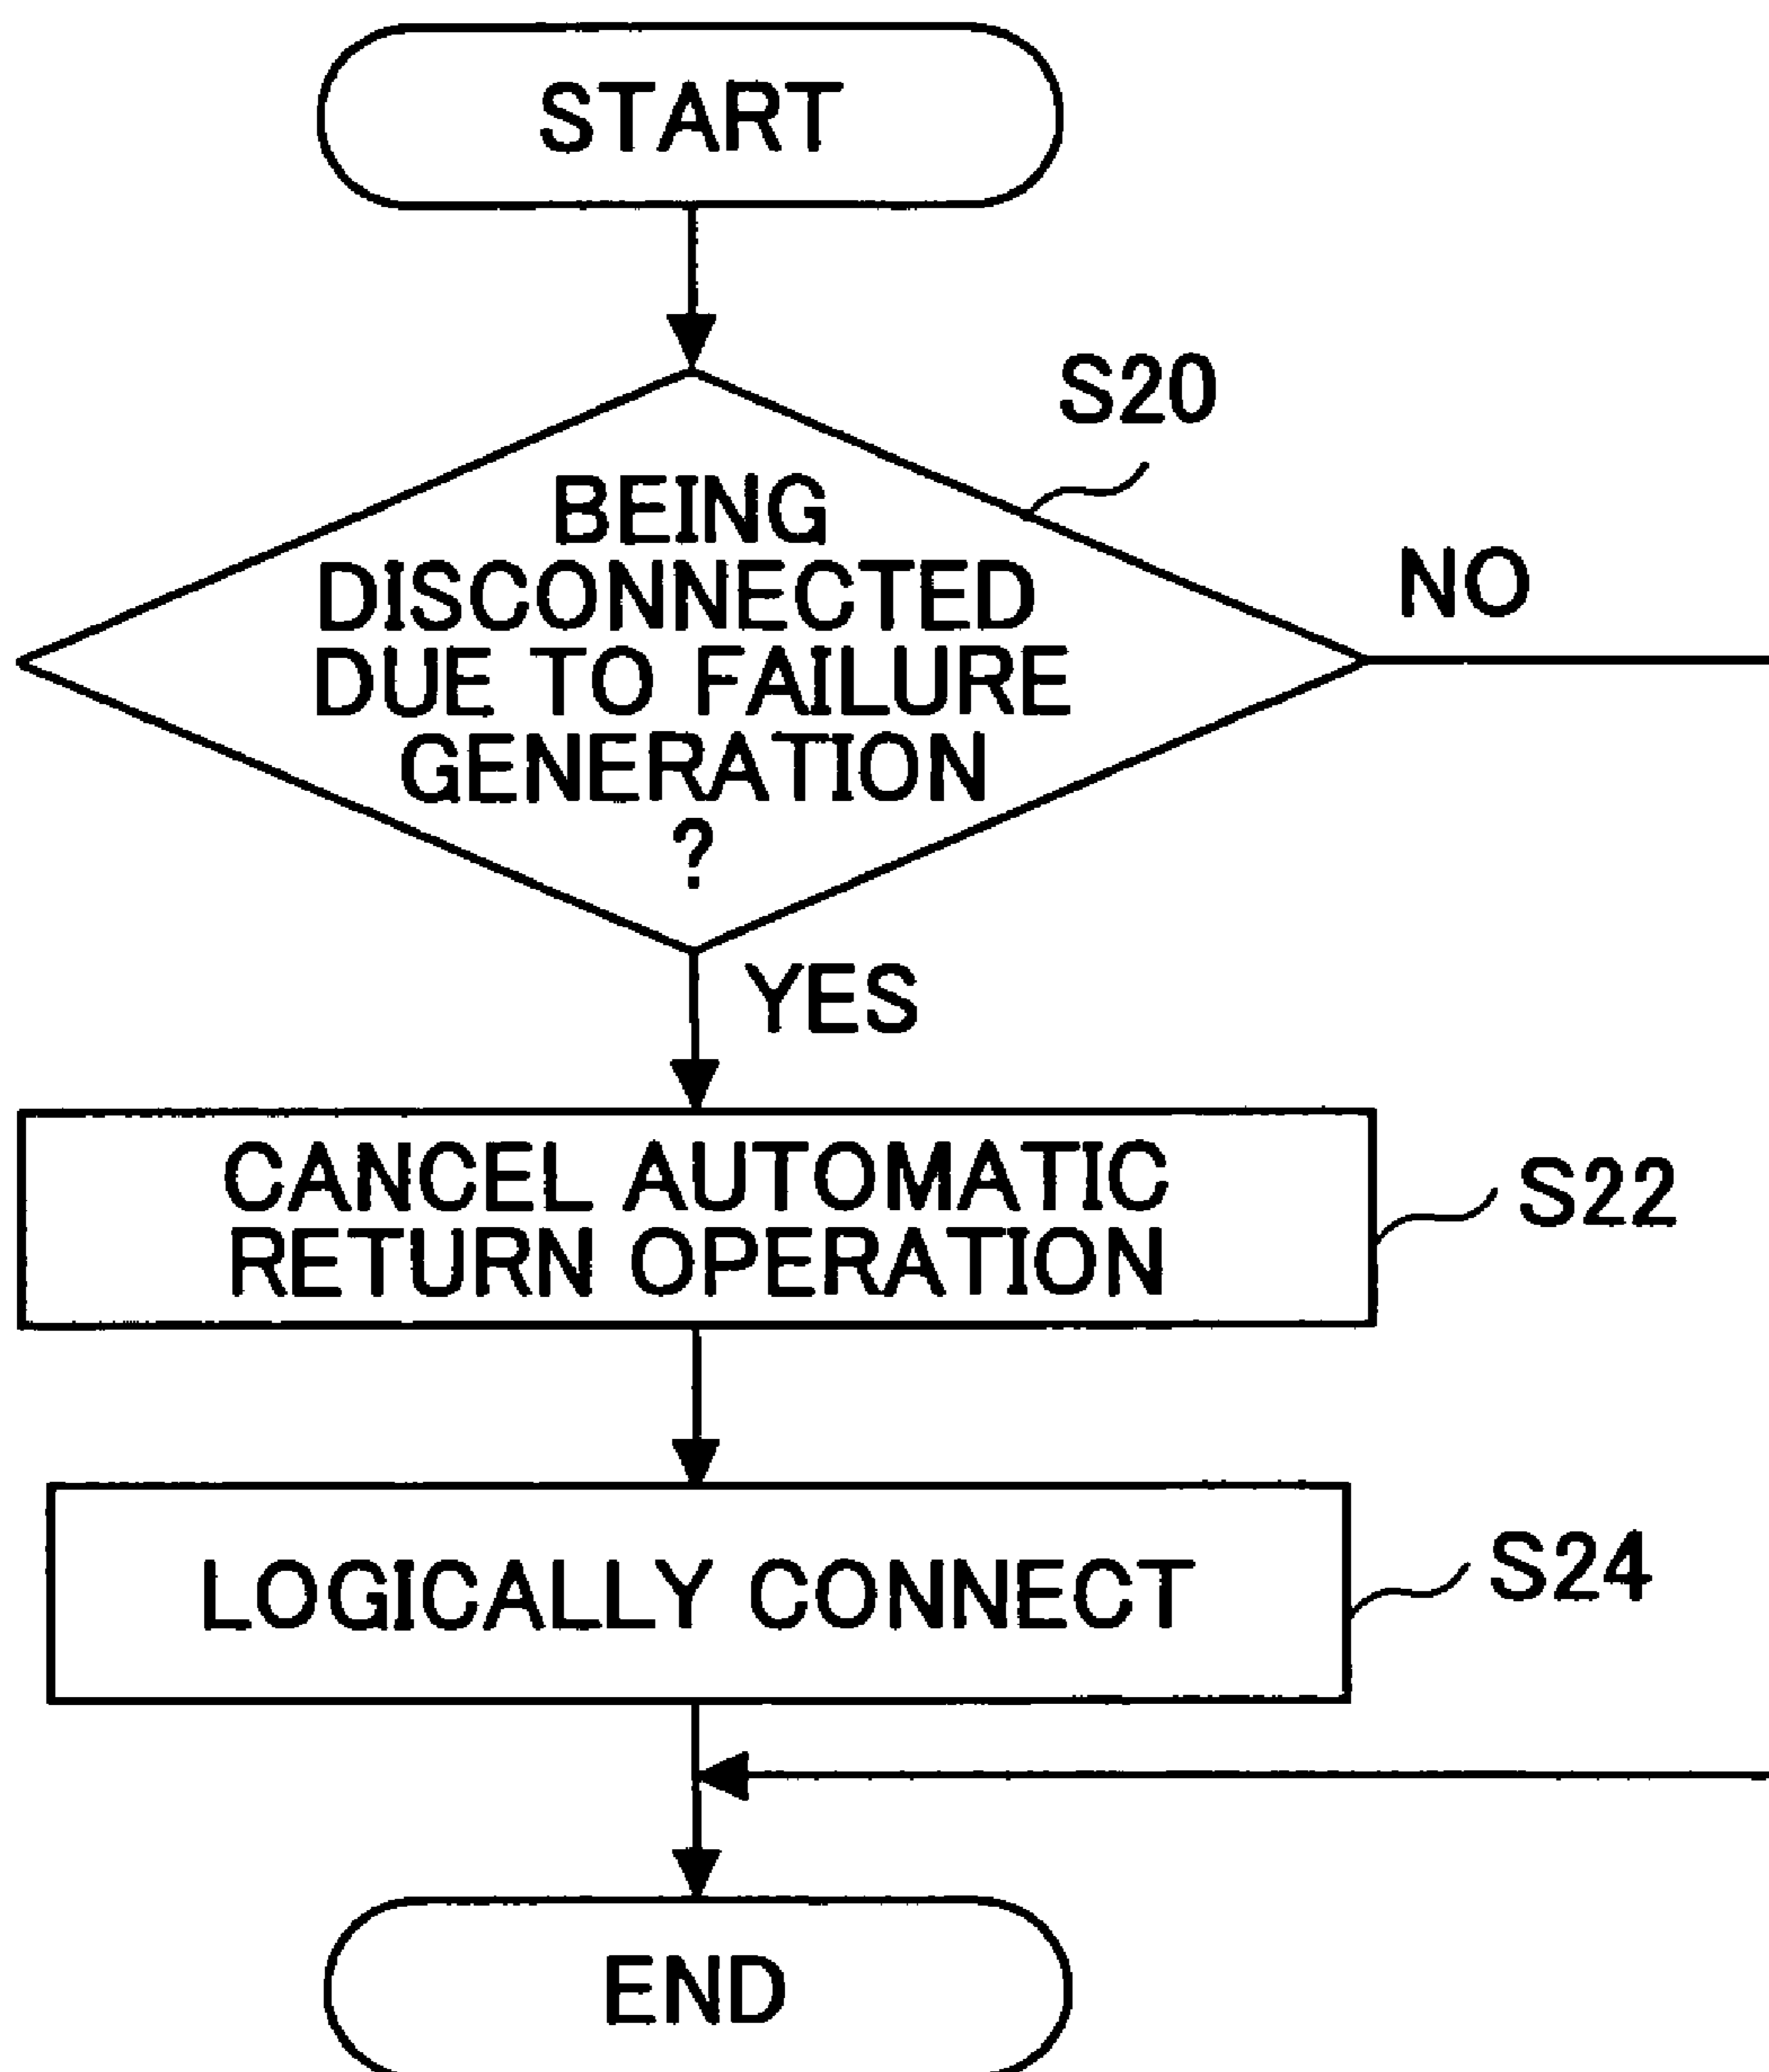 START
S20
BEING
DISCONNECTED
DUE TO FAILURE
GENERATION
?
NO
YES
CANCEL AUTOMATIC
RETURN OPERATION
S22
LOGICALLY CONNECT
S24
END